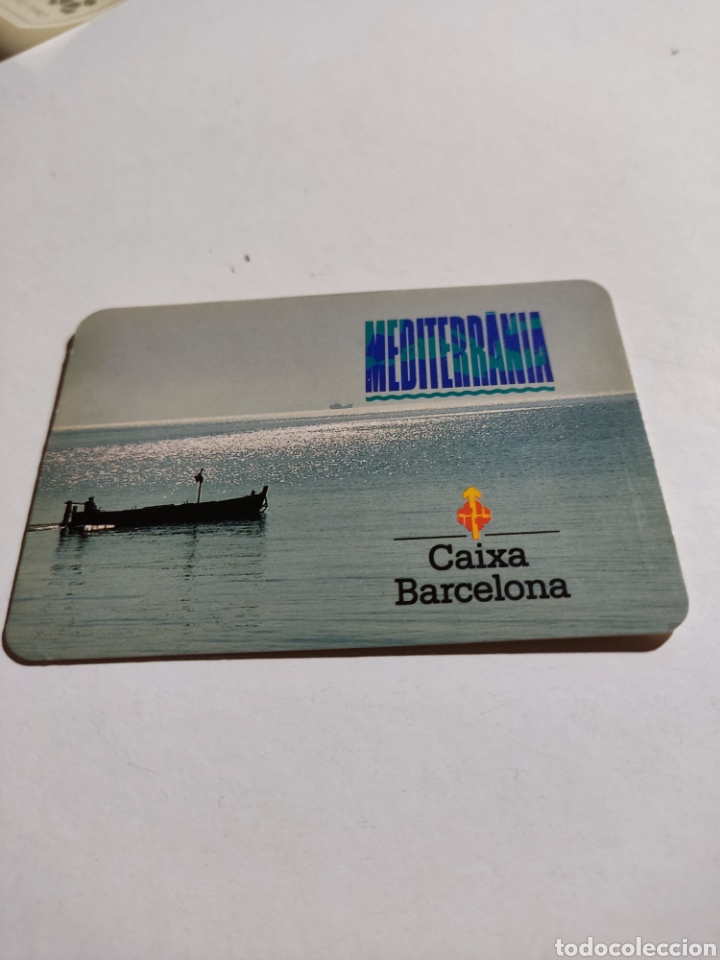 MEDITERRÀNIA
Caixa
Barcelona
todocoleccion